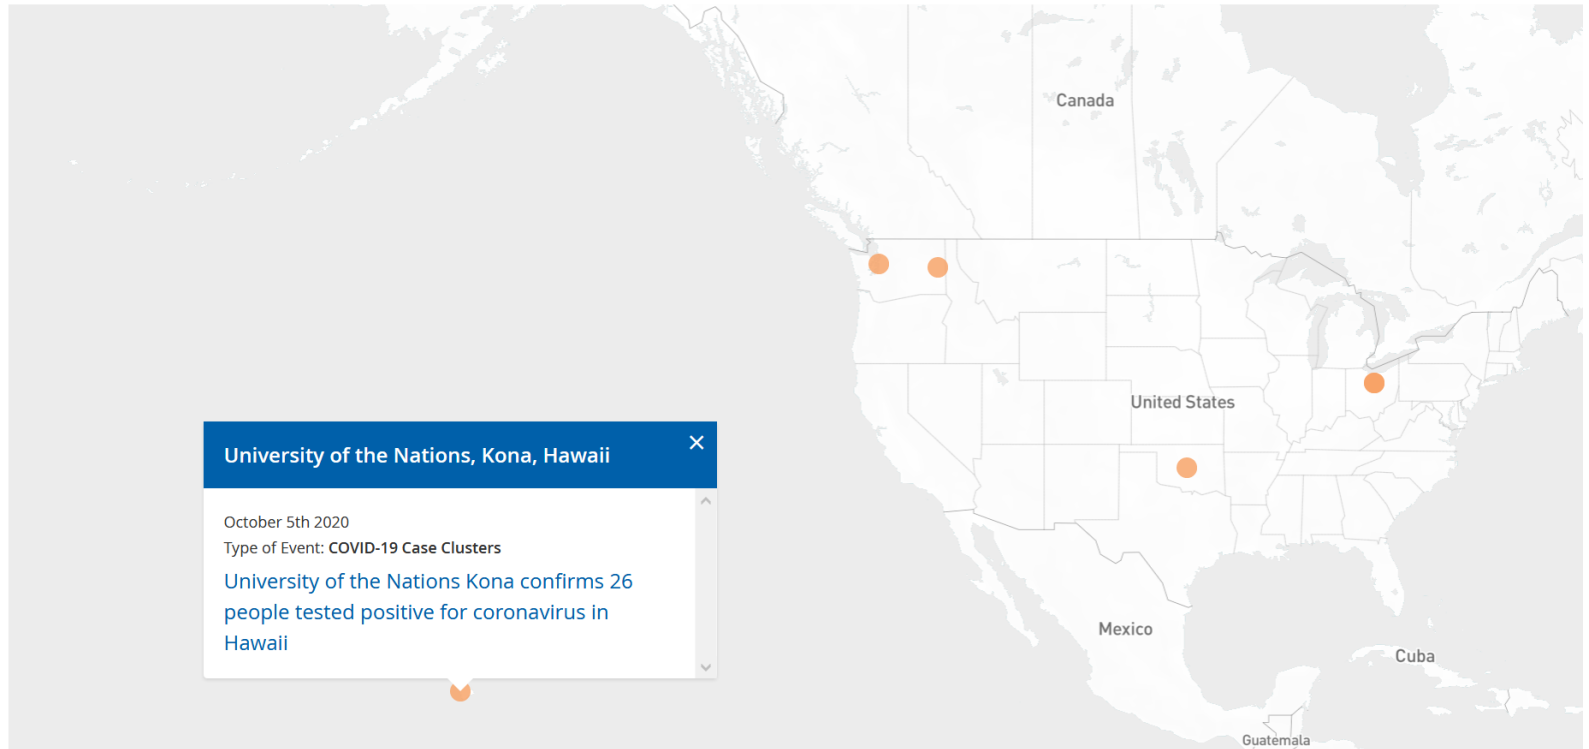 Canada
United States
University of the Nations, Kona, Hawaii
October 5th 2020
Type of Event: COVID-19 Case Clusters
University of the Nations Kona confirms 26
people tested positive for coronavirus in
Hawaii
Mexico
Cuba
Guatemala